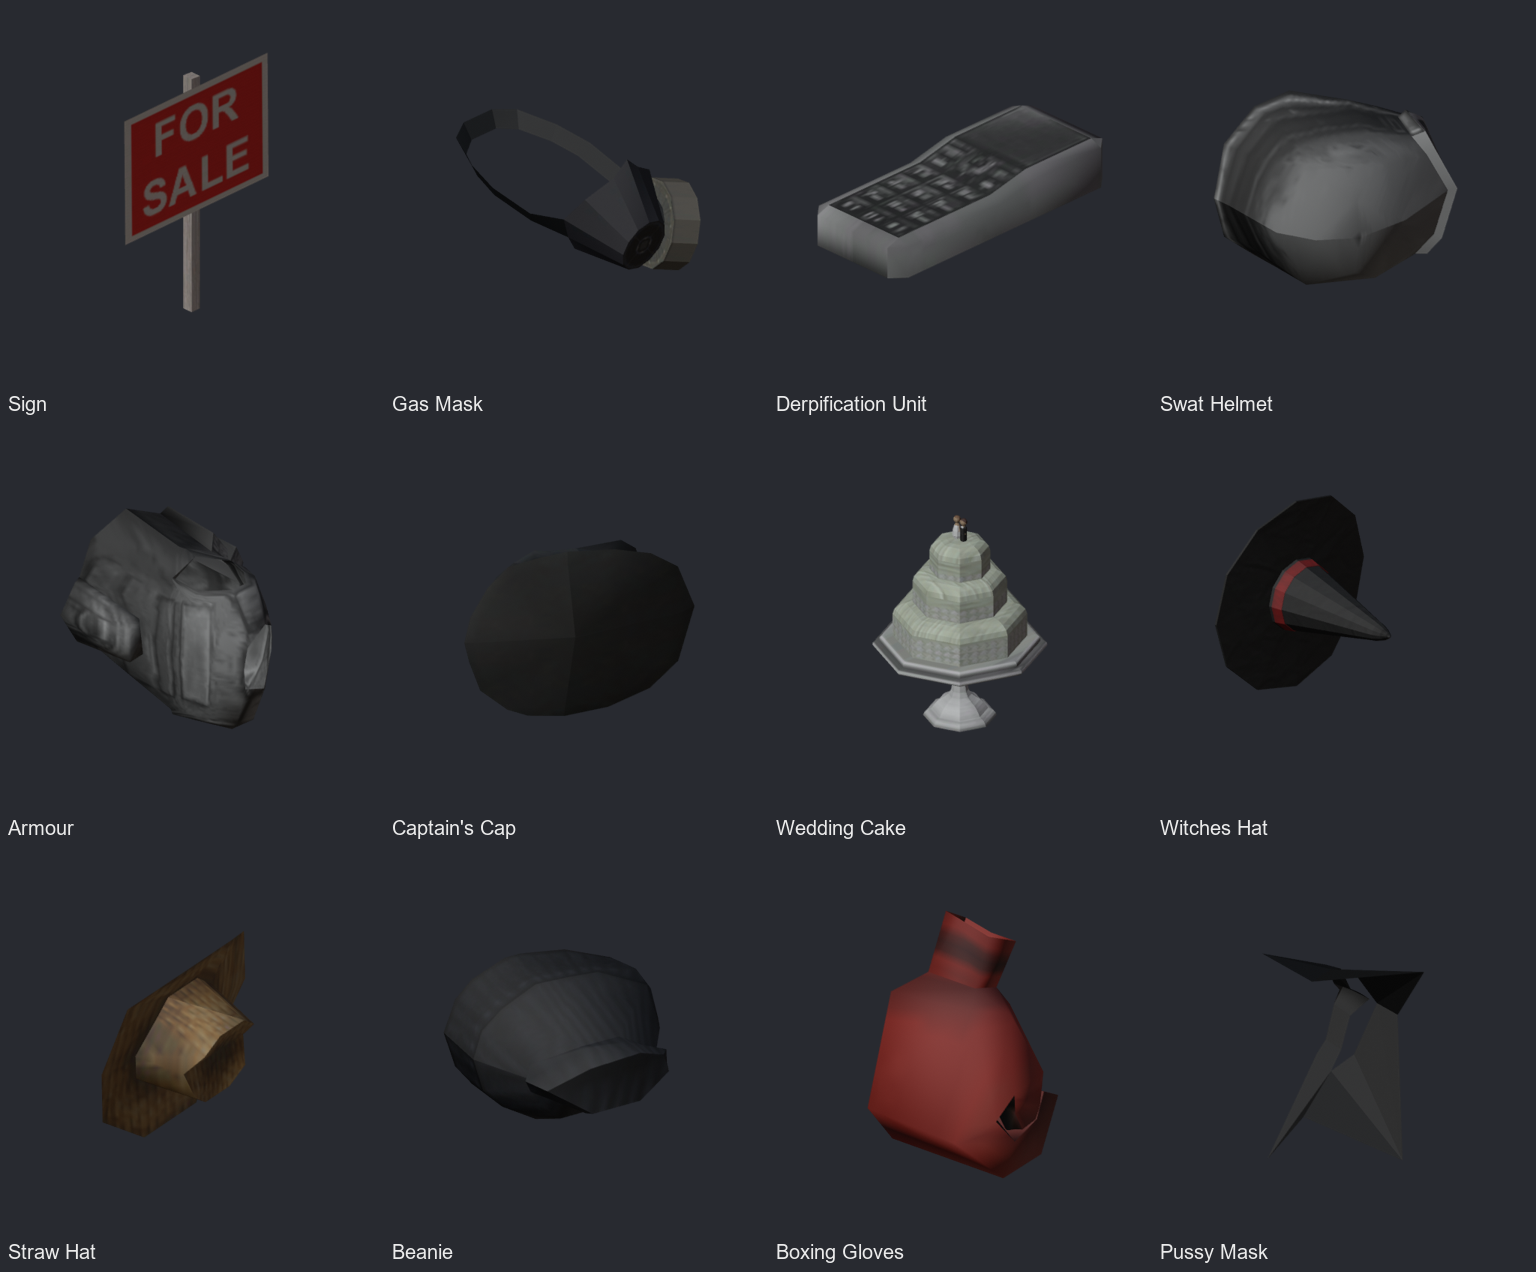 FOR
SALE
Sign
Gas Mask
Derpification Unit
Swat Helmet
Armour
Captain's Cap
Wedding Cake
Witches Hat
Straw Hat
Beanie
Boxing Gloves
Pussy Mask